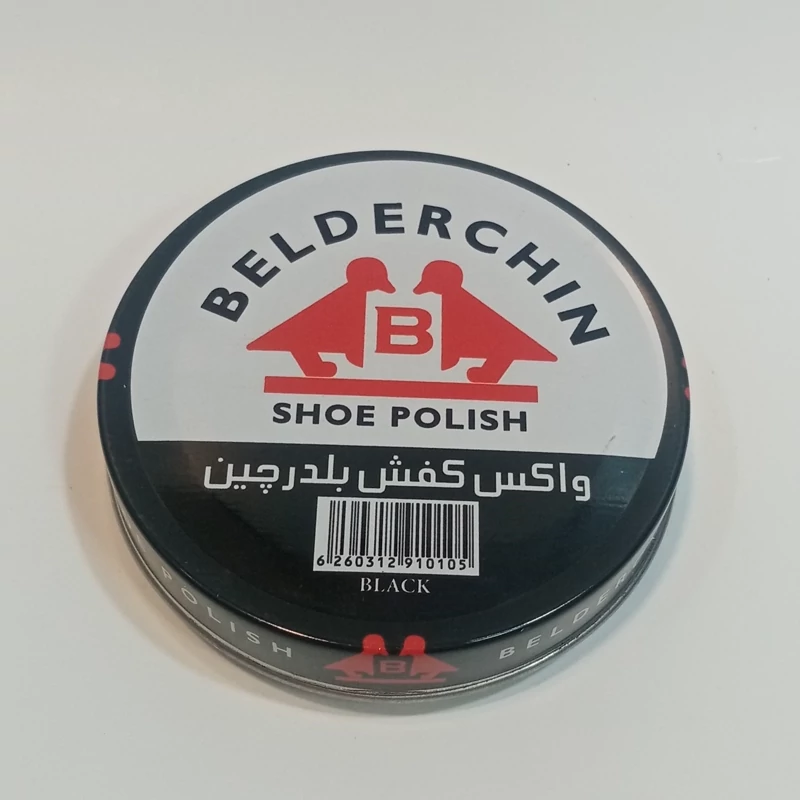 BELDERCHIN
B
SHOE POLISH
واکس کفش بلدرچین
6 260312 910105
BLACK
POLISH
B
BELDER